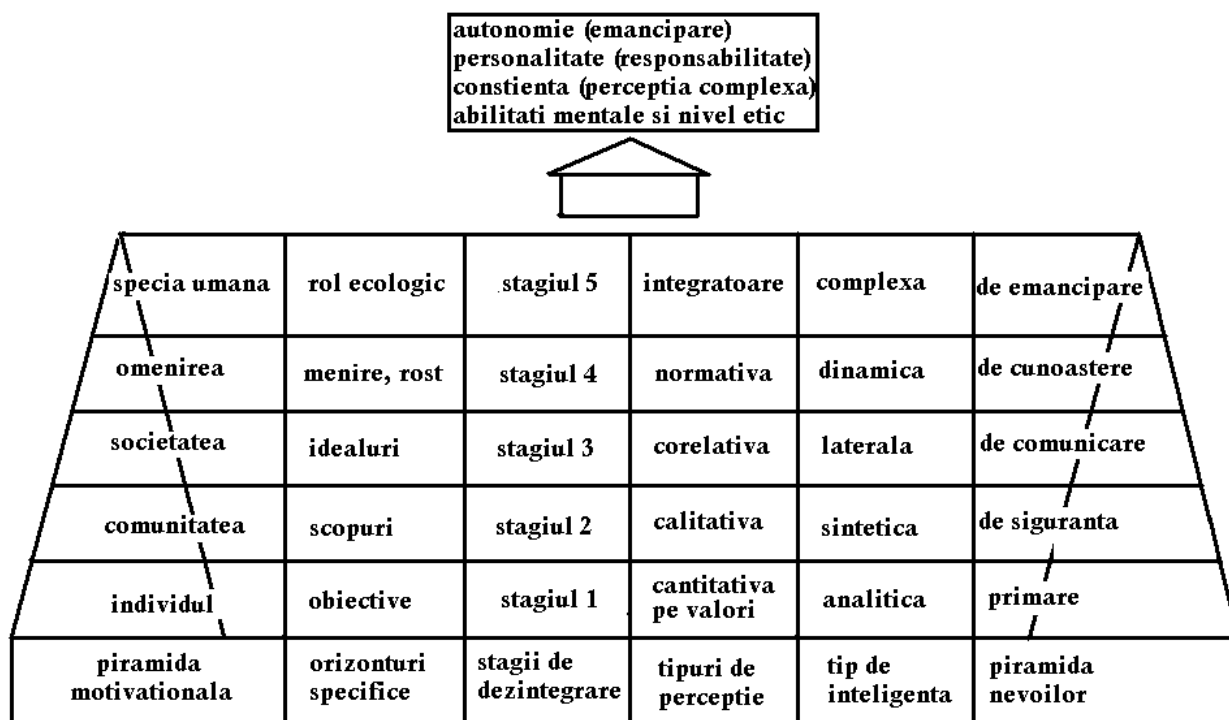 autonomie (emancipare)
personalitate (responsabilitate)
constienta (perceptia complexa)
abilitati mentale si nivel etic
specia umana rol ecologic stagiul 5 integratoare complexa de emancipare
omenirea menire, rost stagiul 4 normativa dinamica de cunoastere
societatea idealuri stagiul 3 corelativa laterala de comunicare
comunitatea scopuri stagiul 2 calitativa sintetica de siguranta
individul obiective stagiul 1 cantitativa pe valori analitica primare
piramida motivationala orizonturi specifice stagii de dezintegrare tipuri de perceptie tip de inteligenta piramida nevoilor